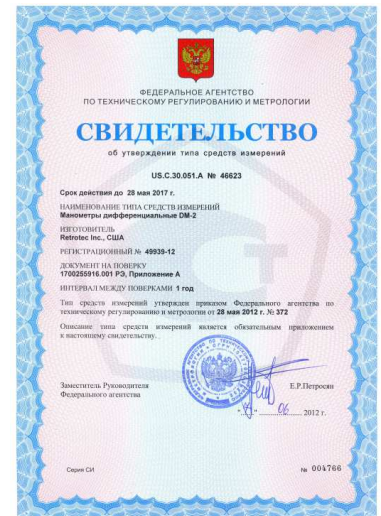 ФЕДЕРАЛЬНОЕ АГЕНТСТВО
ПО ТЕХНИЧЕСКОМУ РЕГУЛИРОВАНИЮ И МЕТРОЛОГИИ
СВИДЕТЕЛЬСТВО
об утверждении типа средств измерений
US.C.30.051.A № 46623
Срок действия до 28 мая 2017 г.
НАИМЕНОВАНИЕ ТИПА СРЕДСТВ ИЗМЕРЕНИЙ
Манометры дифференциальные DM-2
ИЗГОТОВИТЕЛЬ
Retrotec Inc., США
РЕГИСТРАЦИОННЫЙ № 49939-12
ДОКУМЕНТ НА ПОВЕРКУ
1700255916.001 РЭ, Приложение А
ИНТЕРВАЛ МЕЖДУ ПОВЕРКАМИ 1 год
Тип средств измерений утвержден приказом Федерального агентства по
техническому регулированию и метрологии от 28 мая 2012 г. № 372
Описание типа средств измерений является обязательным приложением
к настоящему свидетельству.
Заместитель Руководителя
Е.Р.Петросян
Федерального агентства
06 2012 г.
Серия СИ
№ 004766